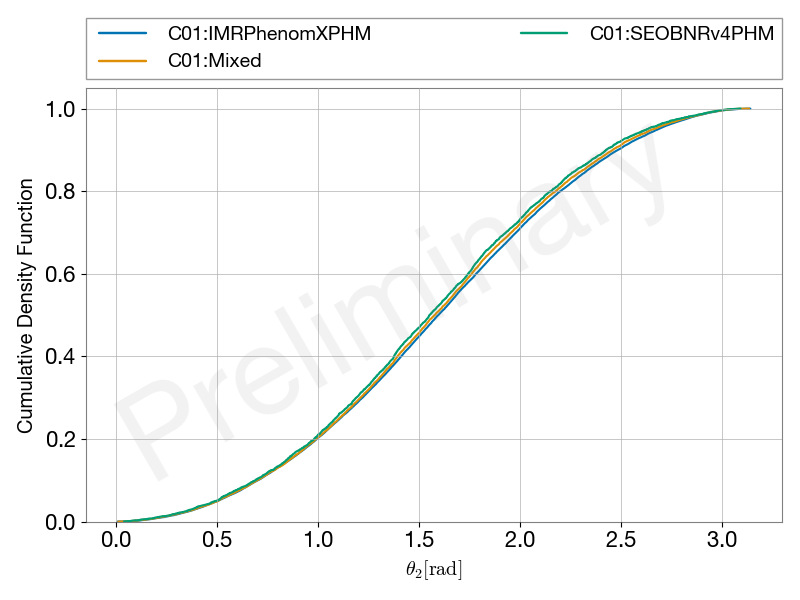 C01:IMRPhenomXPHM
C01:Mixed
C01:SEOBNRv4PHM
Preliminary
Cumulative Density Function
1.0
0.8
0.6
0.4
0.2
0.0
0.0 0.5 1.0 1.5 2.0 2.5 3.0
θ₂[rad]